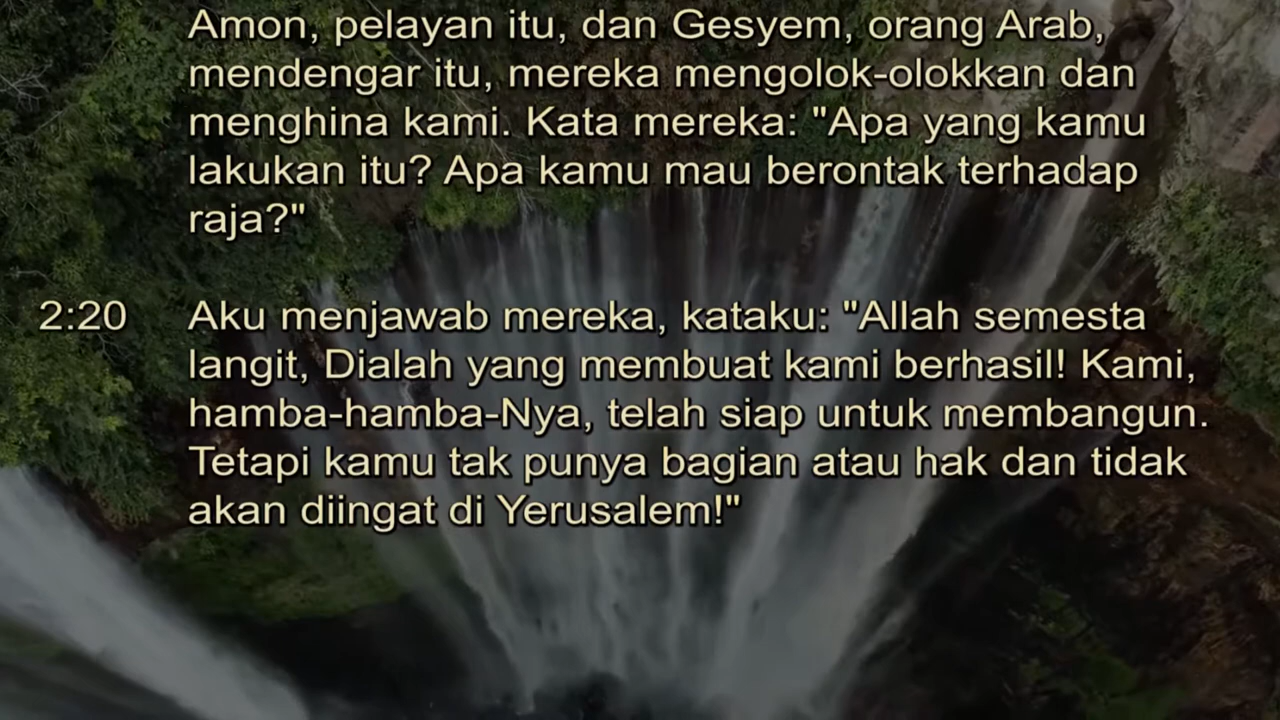 Amon, pelayan itu, dan Gesyem, orang Arab,
mendengar itu, mereka mengolok-olokkan dan
menghina kami. Kata mereka: "Apa yang kamu
lakukan itu? Apa kamu mau berontak terhadap
raja?"
2:20 Aku menjawab mereka, kataku: "Allah semesta
langit, Dialah yang membuat kami berhasil! Kami,
hamba-hamba-Nya, telah siap untuk membangun.
Tetapi kamu tak punya bagian atau hak dan tidak
akan diingat di Yerusalem!"